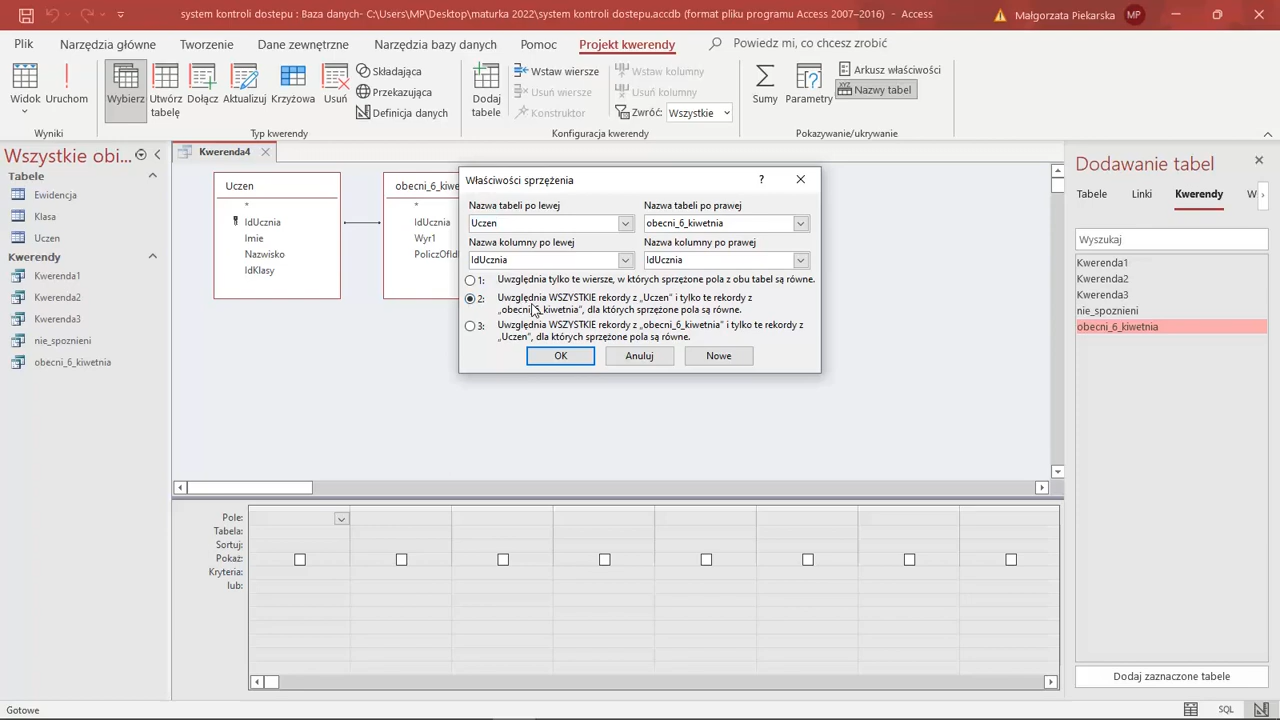 system kontroli dostepu : Baza danych- C:\Users\MP\Desktop\maturka 2022\system kontroli dostepu.accdb (format pliku programu Access 2007–2016) - Access
Małgorzata Piekarska
MP
Plik
Narzędzia główne
Tworzenie
Dane zewnętrzne
Narzędzia bazy danych
Pomoc
Projekt kwerendy
Powiedz mi, co chcesz zrobić
Widok
Uruchom
Wybierz
Utwórz tabelę
Dołącz
Aktualizuj
Krzyżowa
Usuń
Składająca
Przekazująca
Definicja danych
Dodaj tabele
Wstaw wiersze
Usuń wiersze
Konstruktor
Wstaw kolumny
Usuń kolumny
Zwróć: Wszystkie
Sumy
Parametry
Arkusz właściwości
Nazwy tabel
Wyniki
Typ kwerendy
Konfiguracja kwerendy
Pokazywanie/ukrywanie
Wszystkie obi...
Tabele
Ewidencja
Klasa
Uczen
Kwerendy
Kwerenda1
Kwerenda2
Kwerenda3
nie_spoznieni
obecni_6_kiwetnia
Kwerenda4
Uczen
*
IdUcznia
Imie
Nazwisko
IdKlasy
obecni_6_kiwe
*
IdUcznia
Wyr1
PoliczOfId
Właściwości sprzężenia
?
Nazwa tabeli po lewej
Nazwa tabeli po prawej
Uczen
obecni_6_kiwetnia
Nazwa kolumny po lewej
Nazwa kolumny po prawej
IdUcznia
IdUcznia
1: Uwzględnia tylko te wiersze, w których sprzężone pola z obu tabel są równe.
2: Uwzględnia WSZYSTKIE rekordy z „Uczen” i tylko te rekordy z
„obecni_6_kiwetnia”, dla których sprzężone pola są równe.
3: Uwzględnia WSZYSTKIE rekordy z „obecni_6_kiwetnia” i tylko te rekordy z
„Uczen”, dla których sprzężone pola są równe.
OK
Anuluj
Nowe
Pole:
Tabela:
Sortuj:
Pokaż:
Kryteria:
lub:
Dodawanie tabel
Tabele
Linki
Kwerendy
W
Wyszukaj
Kwerenda1
Kwerenda2
Kwerenda3
nie_spoznieni
obecni_6_kiwetnia
Dodaj zaznaczone tabele
Gotowe
SQL